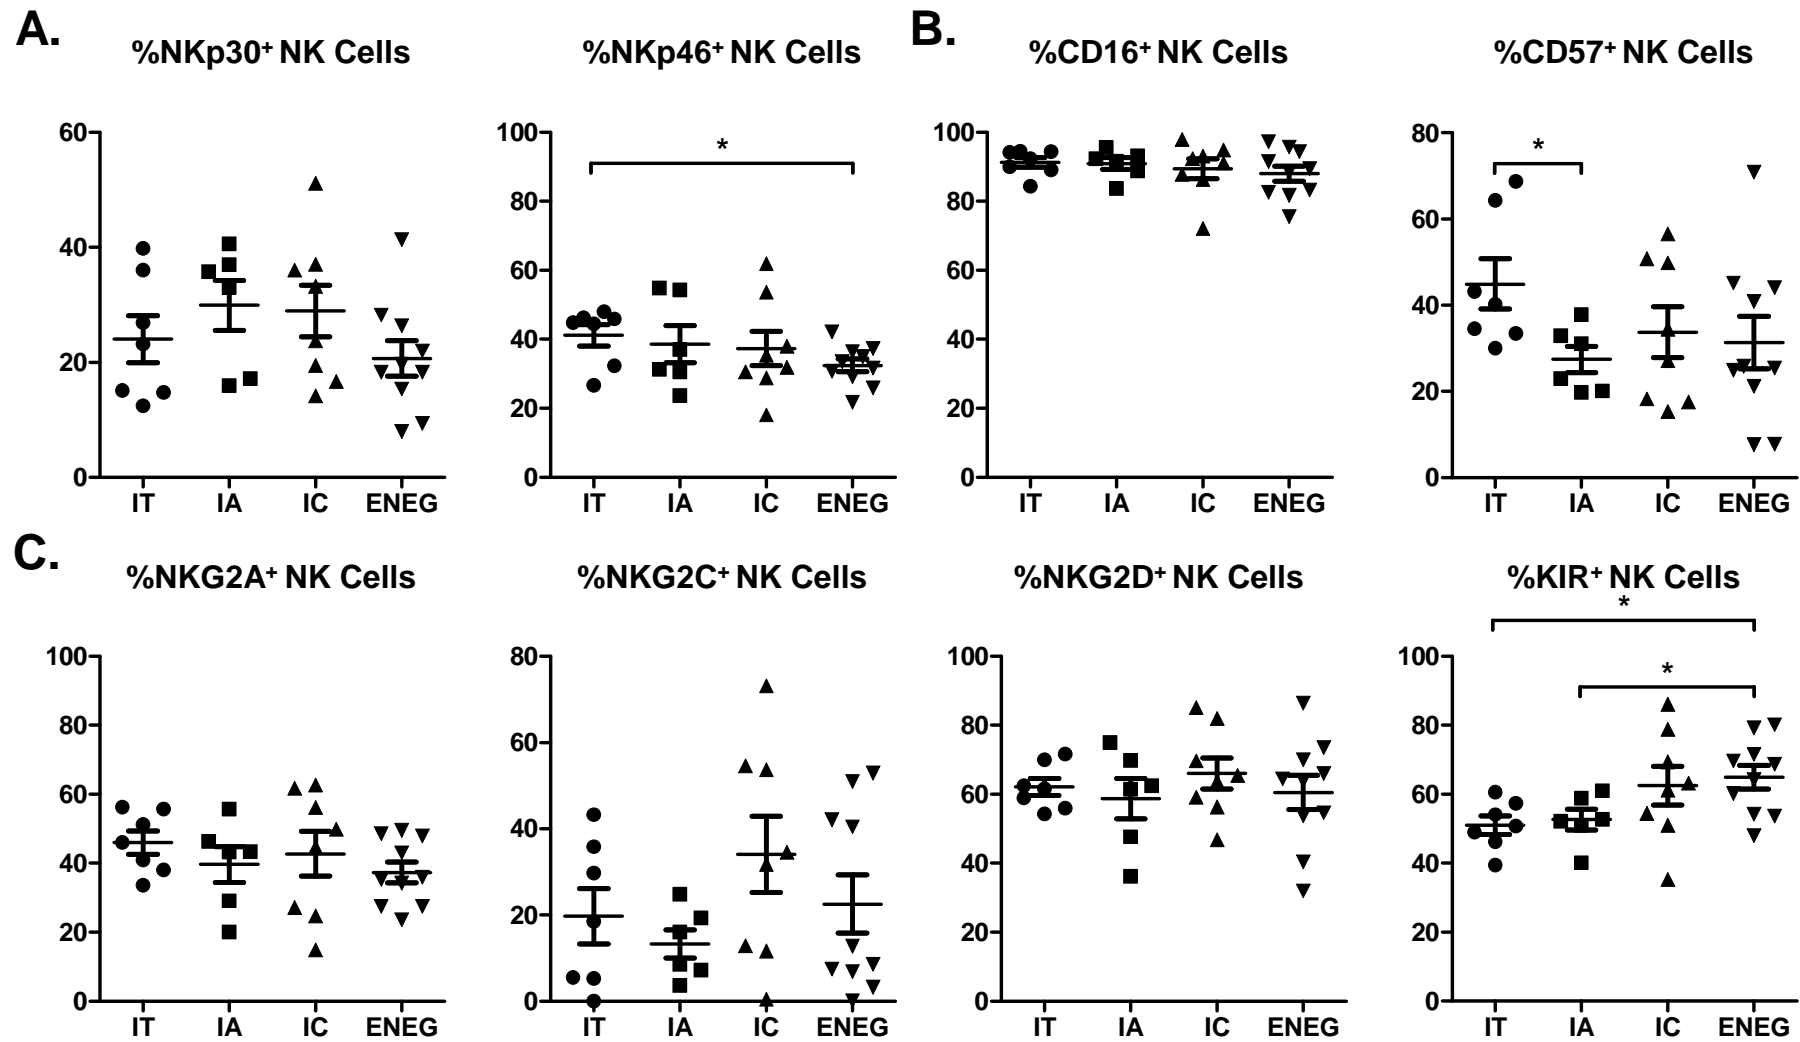 A.
%NKp30+ NK Cells
60
40
20
0
IT IA IC ENEG
%NKp46+ NK Cells
*
100
80
60
40
20
0
IT IA IC ENEG
B.
%CD16+ NK Cells
100
80
60
40
20
0
IT IA IC ENEG
%CD57+ NK Cells
*
80
60
40
20
0
IT IA IC ENEG
C.
%NKG2A+ NK Cells
100
80
60
40
20
0
IT IA IC ENEG
%NKG2C+ NK Cells
80
60
40
20
0
IT IA IC ENEG
%NKG2D+ NK Cells
100
80
60
40
20
0
IT IA IC ENEG
%KIR+ NK Cells
*
*
100
80
60
40
20
0
IT IA IC ENEG